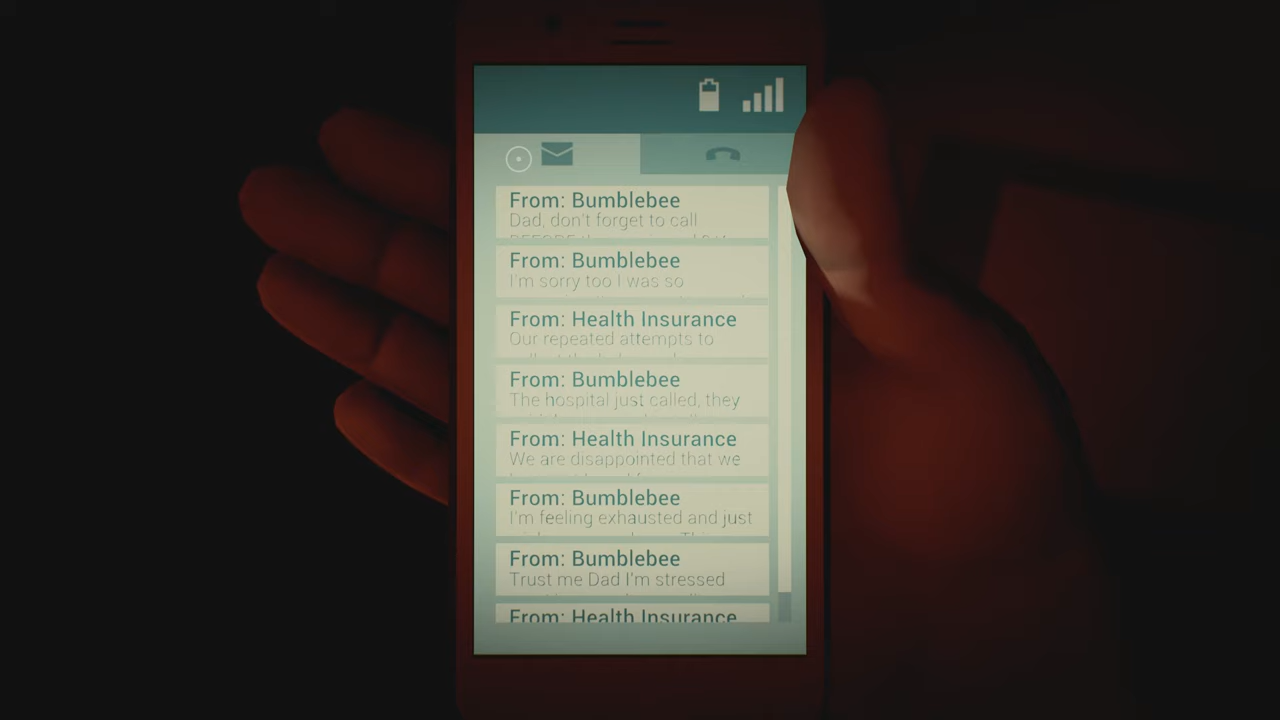 From: Bumblebee
Dad, don't forget to call
BEFORE
From: Bumblebee
I'm sorry too I was so
From: Health Insurance
Our repeated attempts to
From: Bumblebee
The hospital just called, they
From: Health Insurance
We are disappointed that we
From: Bumblebee
I'm feeling exhausted and just
From: Bumblebee
Trust me Dad I'm stressed
From: Health Insurance